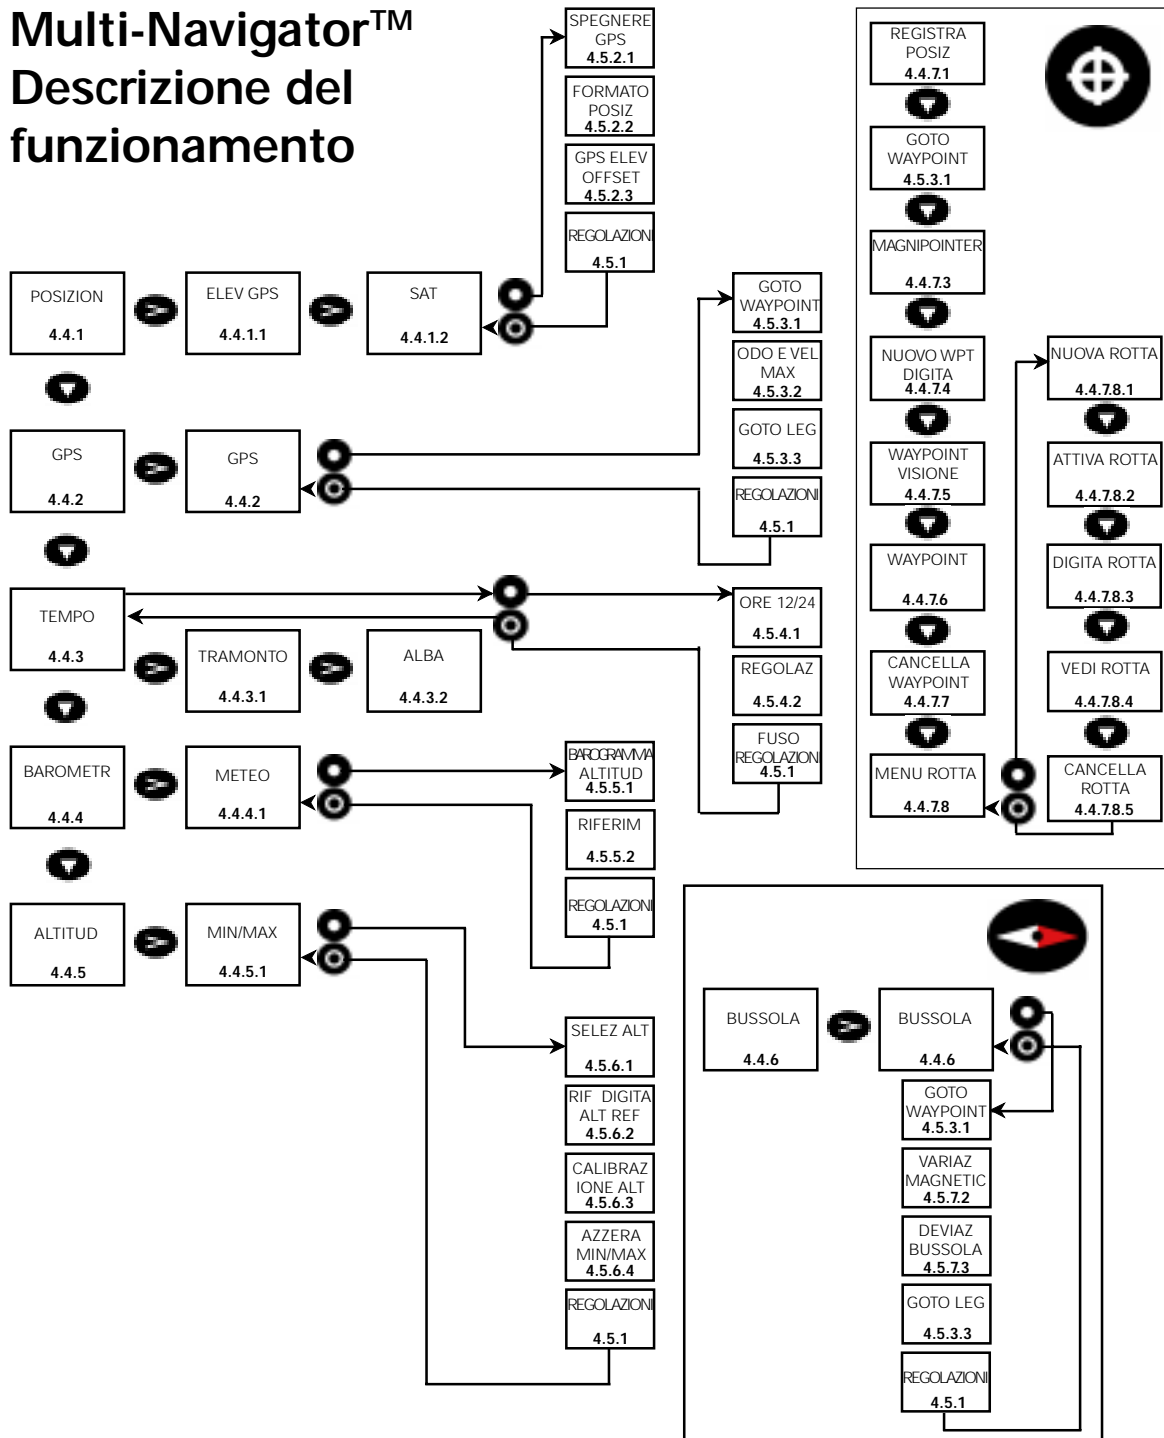 Multi-Navigator™
Descrizione del
funzionamento
SPEGNERE
GPS
4.5.2.1
FORMATO
POSIZ
4.5.2.2
GPS ELEV
OFFSET
4.5.2.3
REGOLAZIONI
4.5.1
POSIZION
4.4.1
ELEV GPS
4.4.1.1
SAT
4.4.1.2
GOTO
WAYPOINT
4.5.3.1
ODO E VEL
MAX
4.5.3.2
GOTO LEG
4.5.3.3
REGOLAZIONI
4.5.1
GPS
4.4.2
GPS
4.4.2
TEMPO
4.4.3
TRAMONTO
4.4.3.1
ALBA
4.4.3.2
ORE 12/24
4.5.4.1
REGOLAZ
4.5.4.2
FUSO
REGOLAZIONI
4.5.1
BAROMETR
4.4.4
METEO
4.4.4.1
BAROGRAMMA
ALTITUD
4.5.5.1
RIFERIM
4.5.5.2
REGOLAZIONI
4.5.1
ALTITUD
4.4.5
MIN/MAX
4.4.5.1
SELEZ ALT
4.5.6.1
RIF DIGITA
ALT REF
4.5.6.2
CALIBRAZ
IONE ALT
4.5.6.3
AZZERA
MIN/MAX
4.5.6.4
REGOLAZIONI
4.5.1
REGISTRA
POSIZ
4.4.7.1
GOTO
WAYPOINT
4.5.3.1
MAGNIPOINTER
4.4.7.3
NUOVO WPT
DIGITA
4.4.7.4
WAYPOINT
VISIONE
4.4.7.5
WAYPOINT
4.4.7.6
CANCELLA
WAYPOINT
4.4.7.7
MENU ROTTA
4.4.7.8
NUOVA ROTTA
4.4.7.8.1
ATTIVA ROTTA
4.4.7.8.2
DIGITA ROTTA
4.4.7.8.3
VEDI ROTTA
4.4.7.8.4
CANCELLA
ROTTA
4.4.7.8.5
BUSSOLA
4.4.6
BUSSOLA
4.4.6
GOTO
WAYPOINT
4.5.3.1
VARIAZ
MAGNETIC
4.5.7.2
DEVIAZ
BUSSOLA
4.5.7.3
GOTO LEG
4.5.3.3
REGOLAZIONI
4.5.1